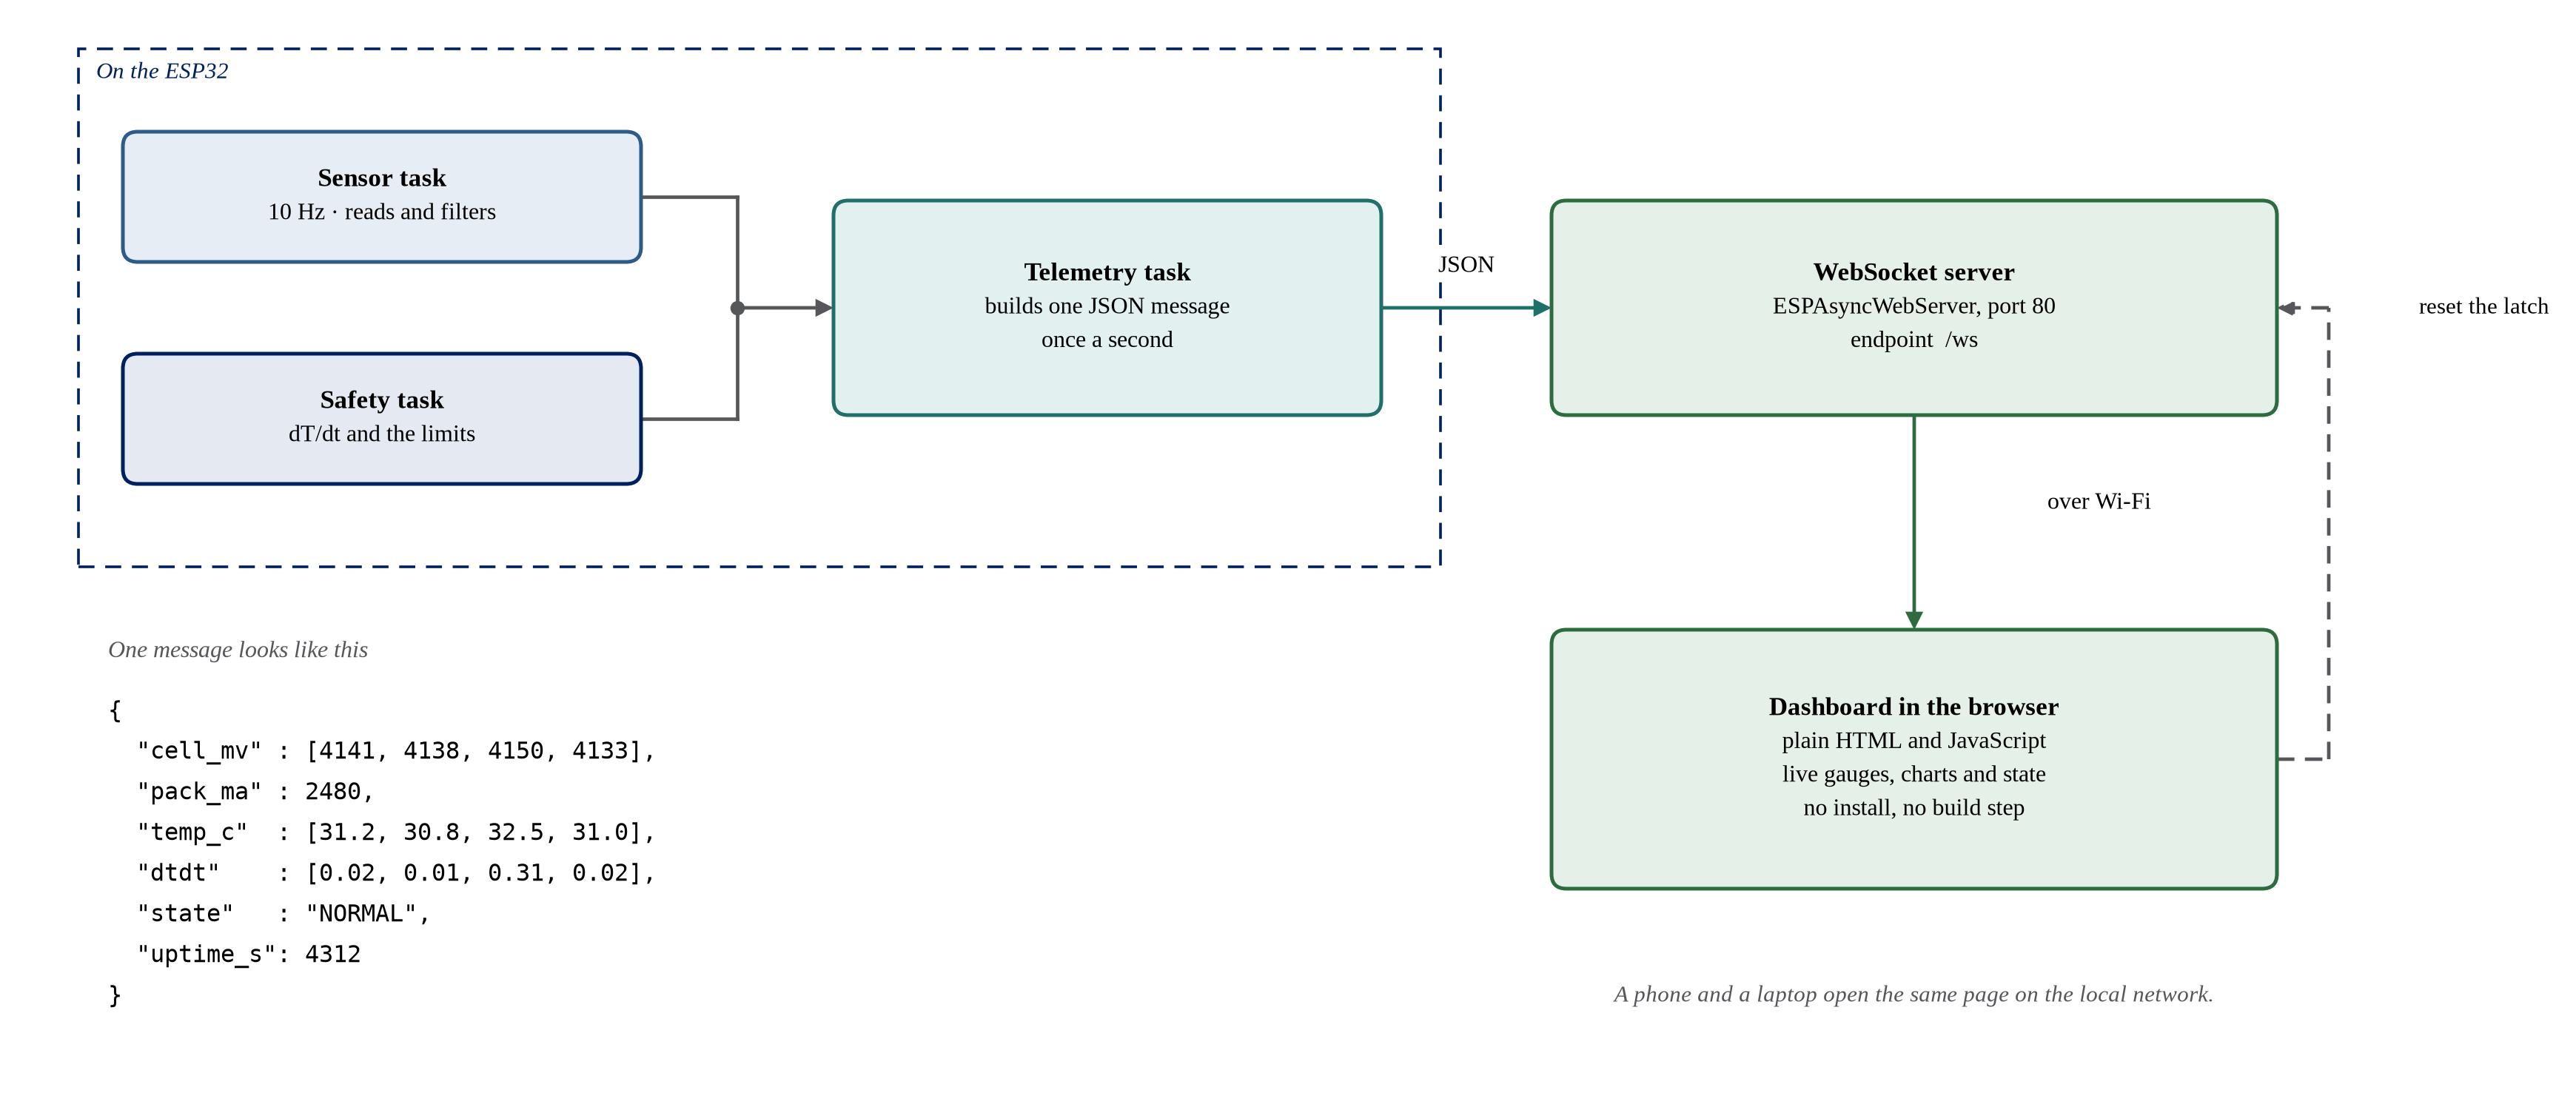 On the ESP32
Sensor task
10 Hz · reads and filters
Safety task
dT/dt and the limits
Telemetry task
builds one JSON message
once a second
JSON
WebSocket server
ESPAsyncWebServer, port 80
endpoint  /ws
reset the latch
over Wi-Fi
Dashboard in the browser
plain HTML and JavaScript
live gauges, charts and state
no install, no build step
A phone and a laptop open the same page on the local network.
One message looks like this
{
  "cell_mv" : [4141, 4138, 4150, 4133],
  "pack_ma" : 2480,
  "temp_c"  : [31.2, 30.8, 32.5, 31.0],
  "dtdt"    : [0.02, 0.01, 0.31, 0.02],
  "state"   : "NORMAL",
  "uptime_s": 4312
}